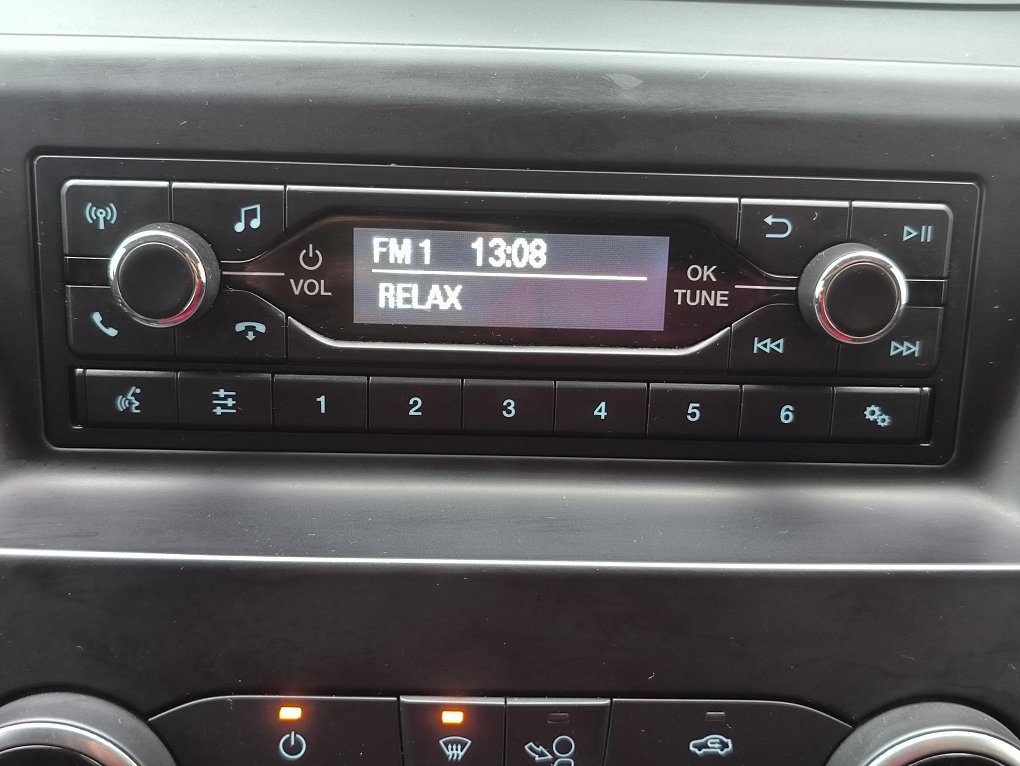 FM 1 13:08
RELAX
VOL
OK
TUNE
1 2 3 4 5 6